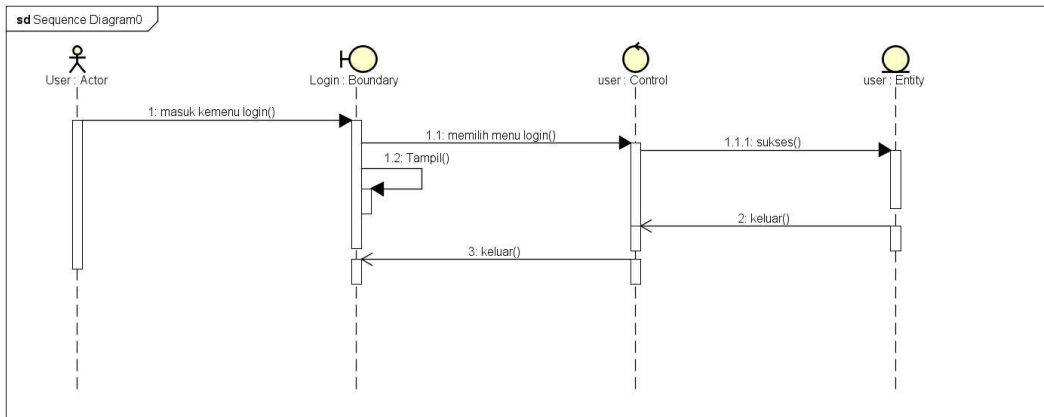 sd Sequence Diagram0
User : Actor
Login : Boundary
user : Control
user : Entity
1: masuk kemenu login()
1.1: memilih menu login()
1.1.1: sukses()
1.2: Tampil()
2: keluar()
3: keluar()